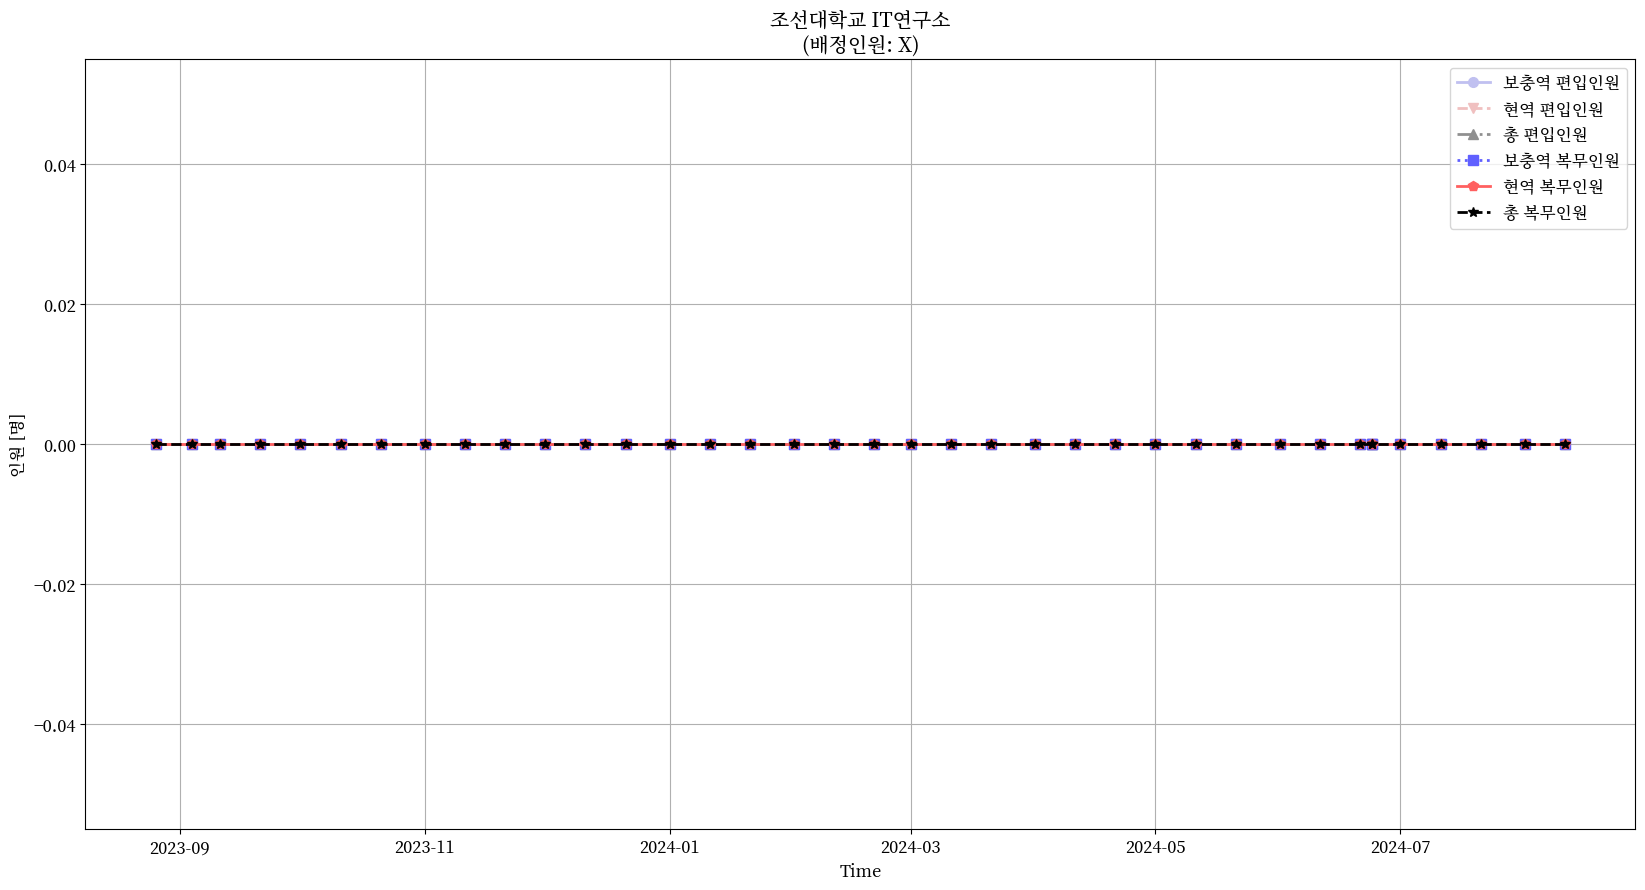 조선대학교 IT연구소
(배정인원: X)
보충역 편입인원
현역 편입인원
총 편입인원
보충역 복무인원
현역 복무인원
총 복무인원
인원 [명]
0.04
0.02
0.00
−0.02
−0.04
2023-09
2023-11
2024-01
2024-03
2024-05
2024-07
Time